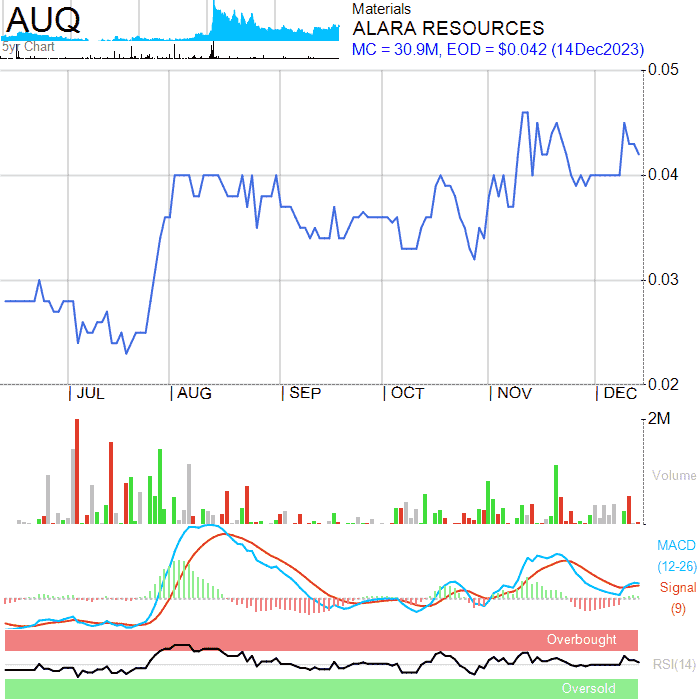 AUQ
5yr Chart
Materials
ALARA RESOURCES
MC = 30.9M, EOD = $0.042 (14Dec2023)
0.05
0.04
0.03
0.02
JUL AUG SEP OCT NOV DEC
2M
Volume
MACD
(12-26)
Signal
(9)
Overbought
RSI(14)
Oversold